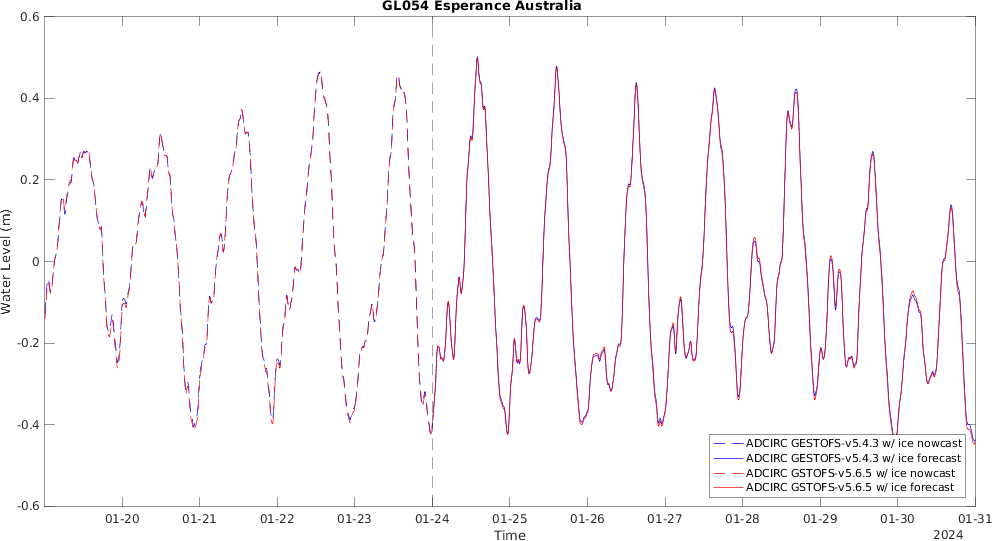 GL054 Esperance Australia
Water Level (m)
0.6
0.4
0.2
0
-0.2
-0.4
-0.6
ADCIRC GESTOFS-v5.4.3 w/ ice nowcast
ADCIRC GESTOFS-v5.4.3 w/ ice forecast
ADCIRC GSTOFS-v5.6.5 w/ ice nowcast
ADCIRC GSTOFS-v5.6.5 w/ ice forecast
01-20 01-21 01-22 01-23 01-24 01-25 01-26 01-27 01-28 01-29 01-30 01-31
Time
2024